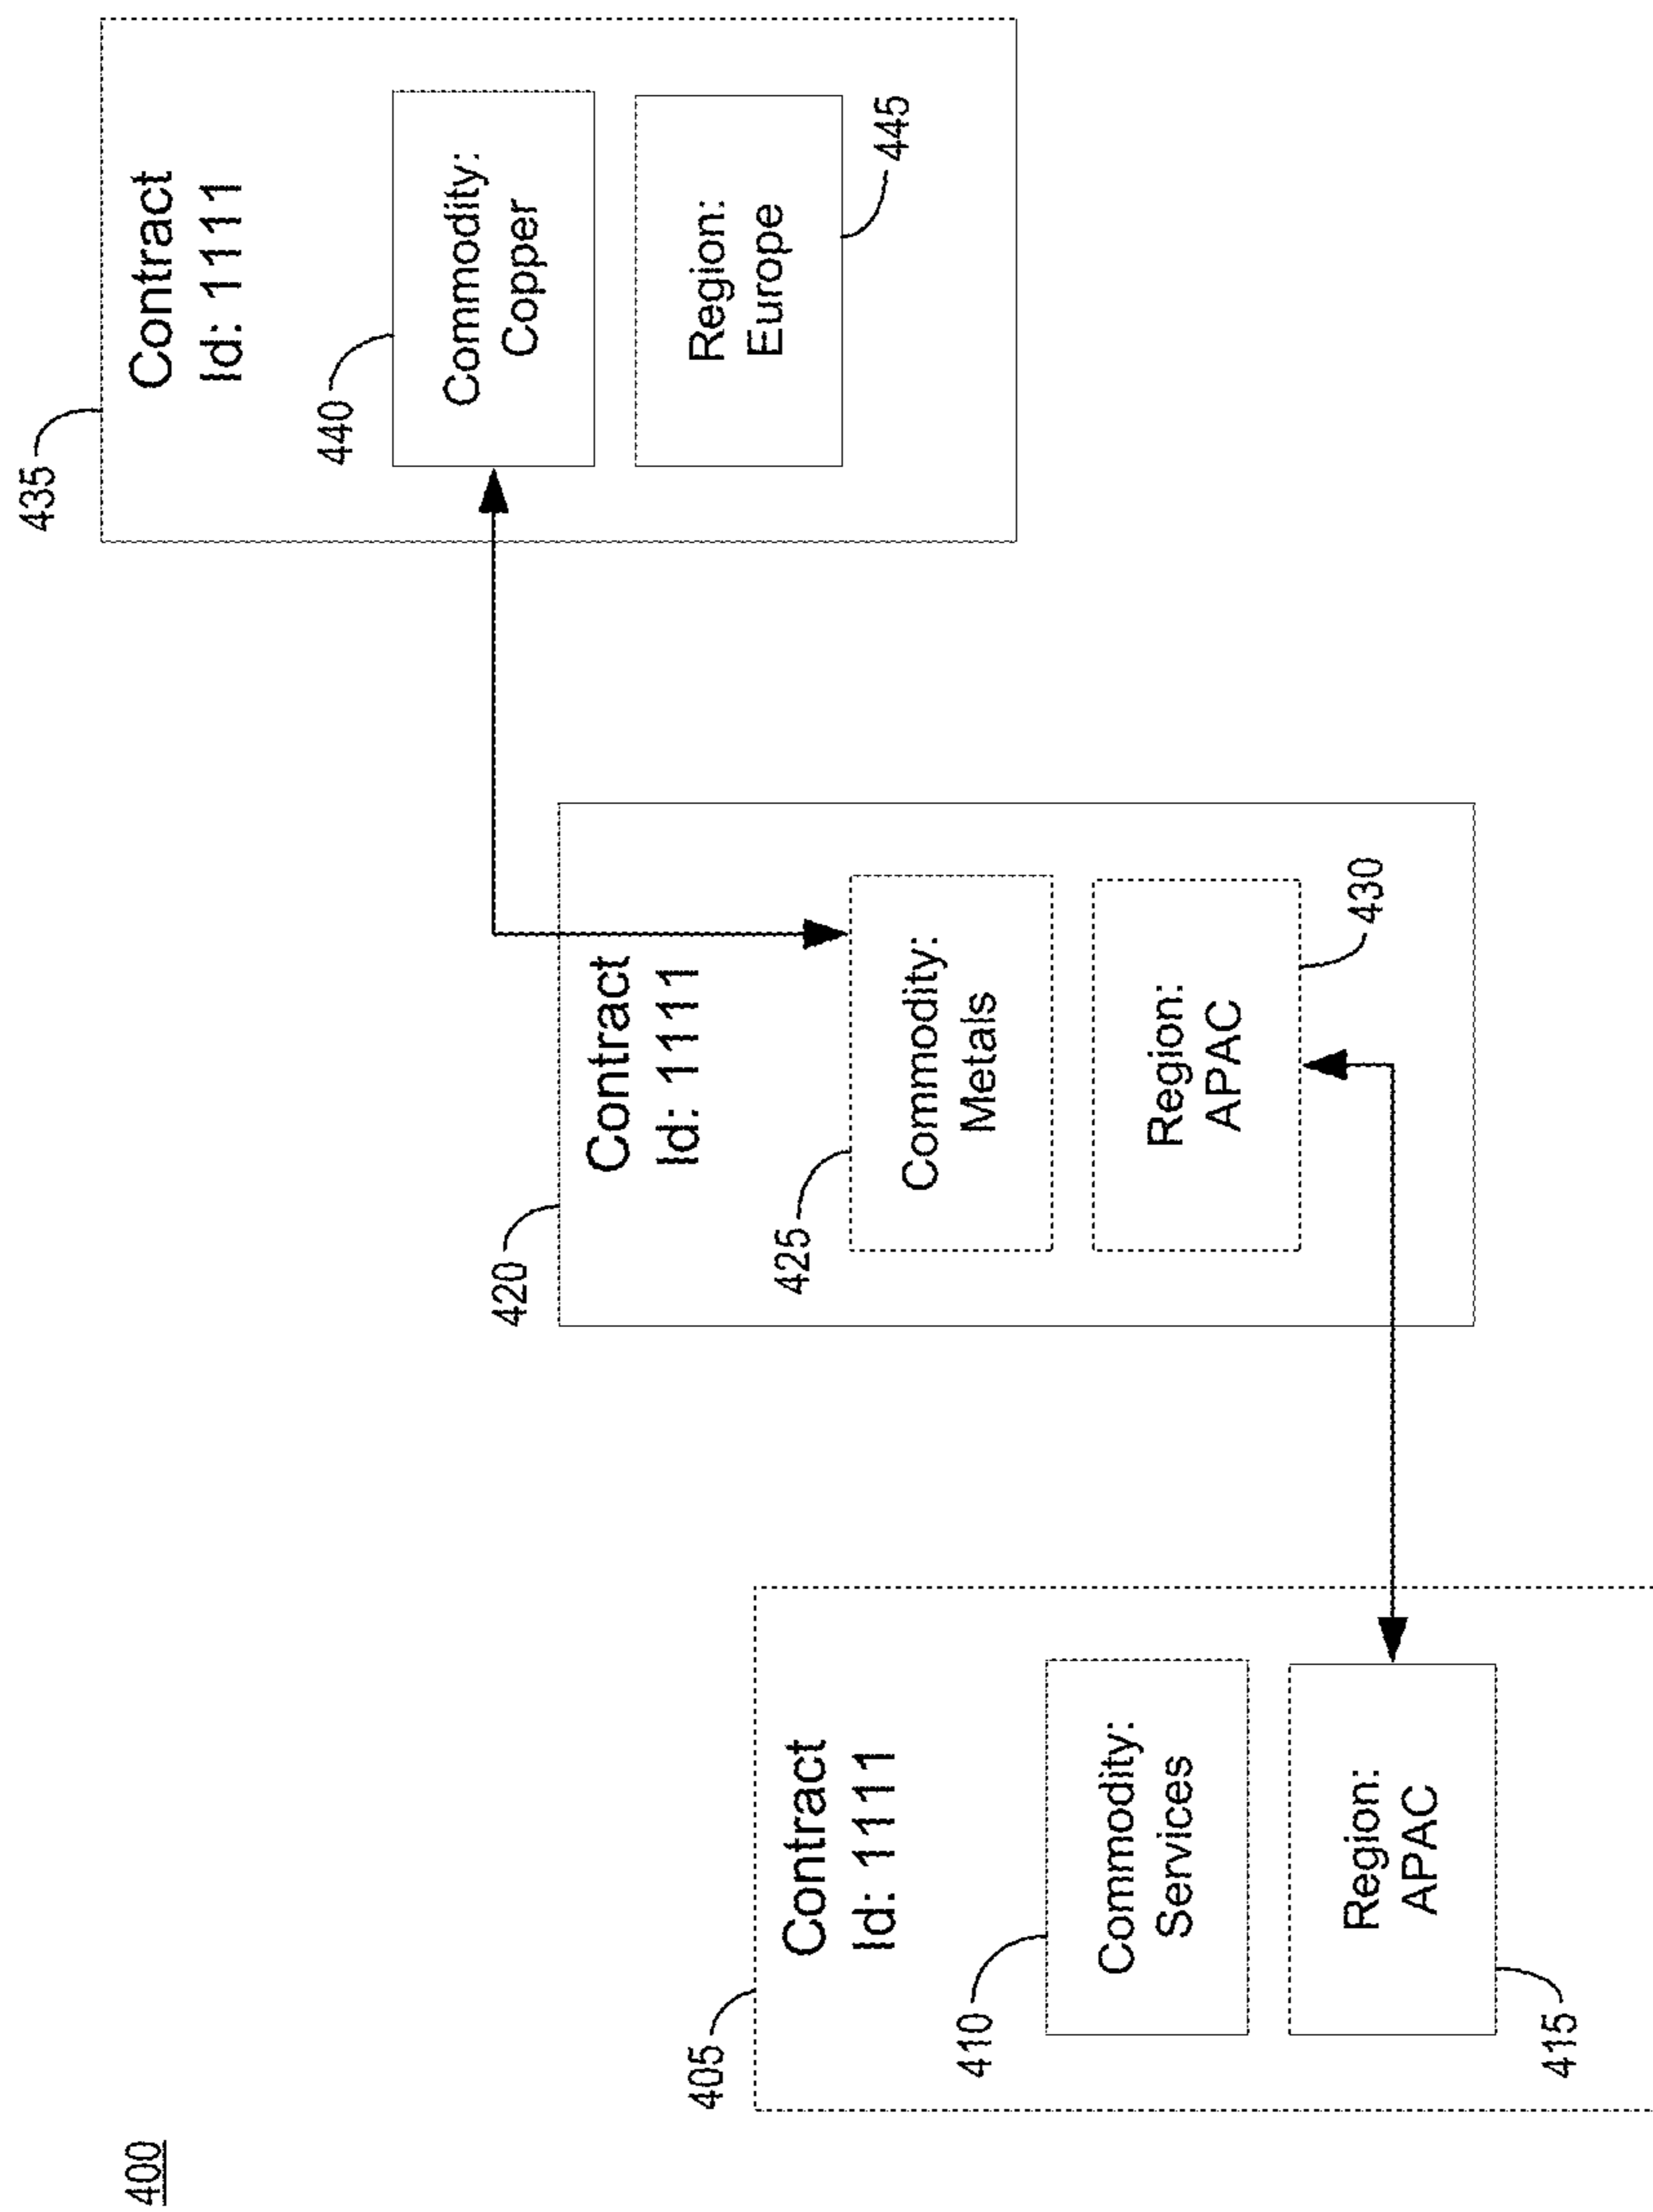 400
405
Contract
Id: 1111
410
Commodity:
Services
Region:
APAC
415
420
Contract
Id: 1111
425
Commodity:
Metals
Region:
APAC
430
435
Contract
Id: 1111
440
Commodity:
Copper
Region:
Europe
445